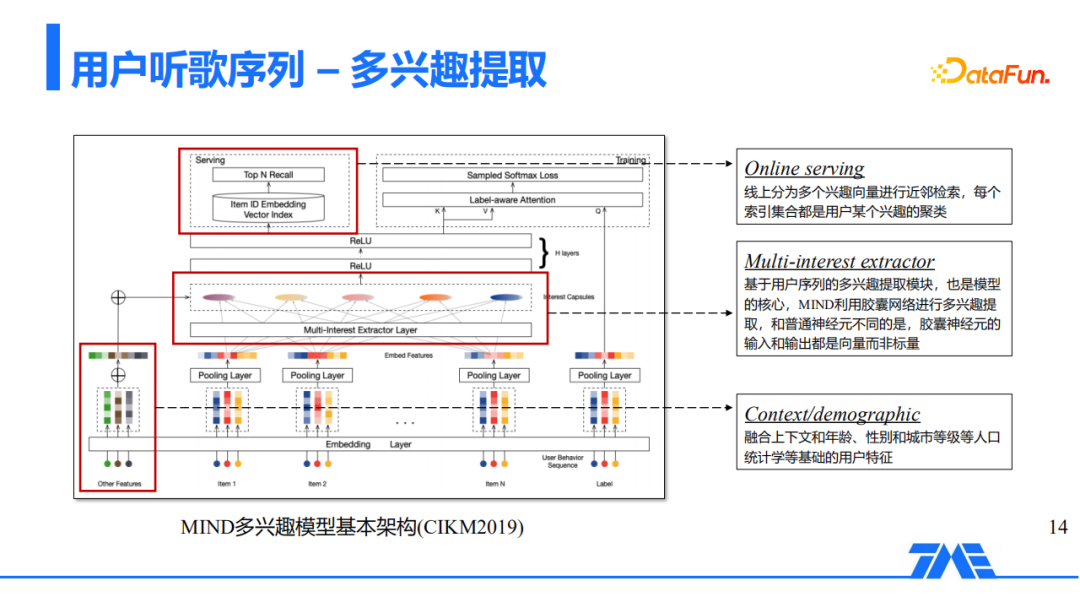 用户听歌序列 – 多兴趣提取
DataFun.
Serving
Top N Recall
Item ID Embedding
Vector Index
Training
Sampled Softmax Loss
Label-aware Attention
K
V
Q
ReLU
ReLU
H layers
Interest Capsules
Multi-Interest Extractor Layer
Embed Features
Pooling Layer
Pooling Layer
Pooling Layer
Pooling Layer
...
Embedding Layer
User Behavior
Sequence
Other Features
Item 1
Item 2
Item N
Label
Online serving
线上分为多个兴趣向量进行近邻检索，每个
索引集合都是用户某个兴趣的聚类
Multi-interest extractor
基于用户序列的多兴趣提取模块，也是模型
的核心，MIND利用胶囊网络进行多兴趣提
取，和普通神经元不同的是，胶囊神经元的
输入和输出都是向量而非标量
Context/demographic
融合上下文和年龄、性别和城市等级等人口
统计学等基础的用户特征
MIND多兴趣模型基本架构(CIKM2019)
14
TME